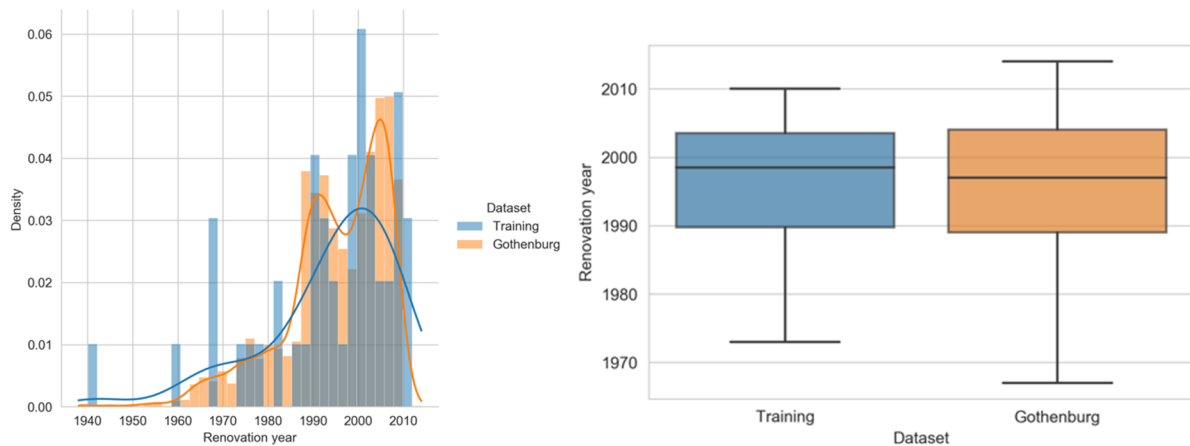 0.06
0.05
0.04
0.03
0.02
0.01
0.00
Density
1940 1950 1960 1970 1980 1990 2000 2010
Renovation year
Dataset
Training
Gothenburg
2010
2000
1990
1980
1970
Renovation year
Training Gothenburg
Dataset